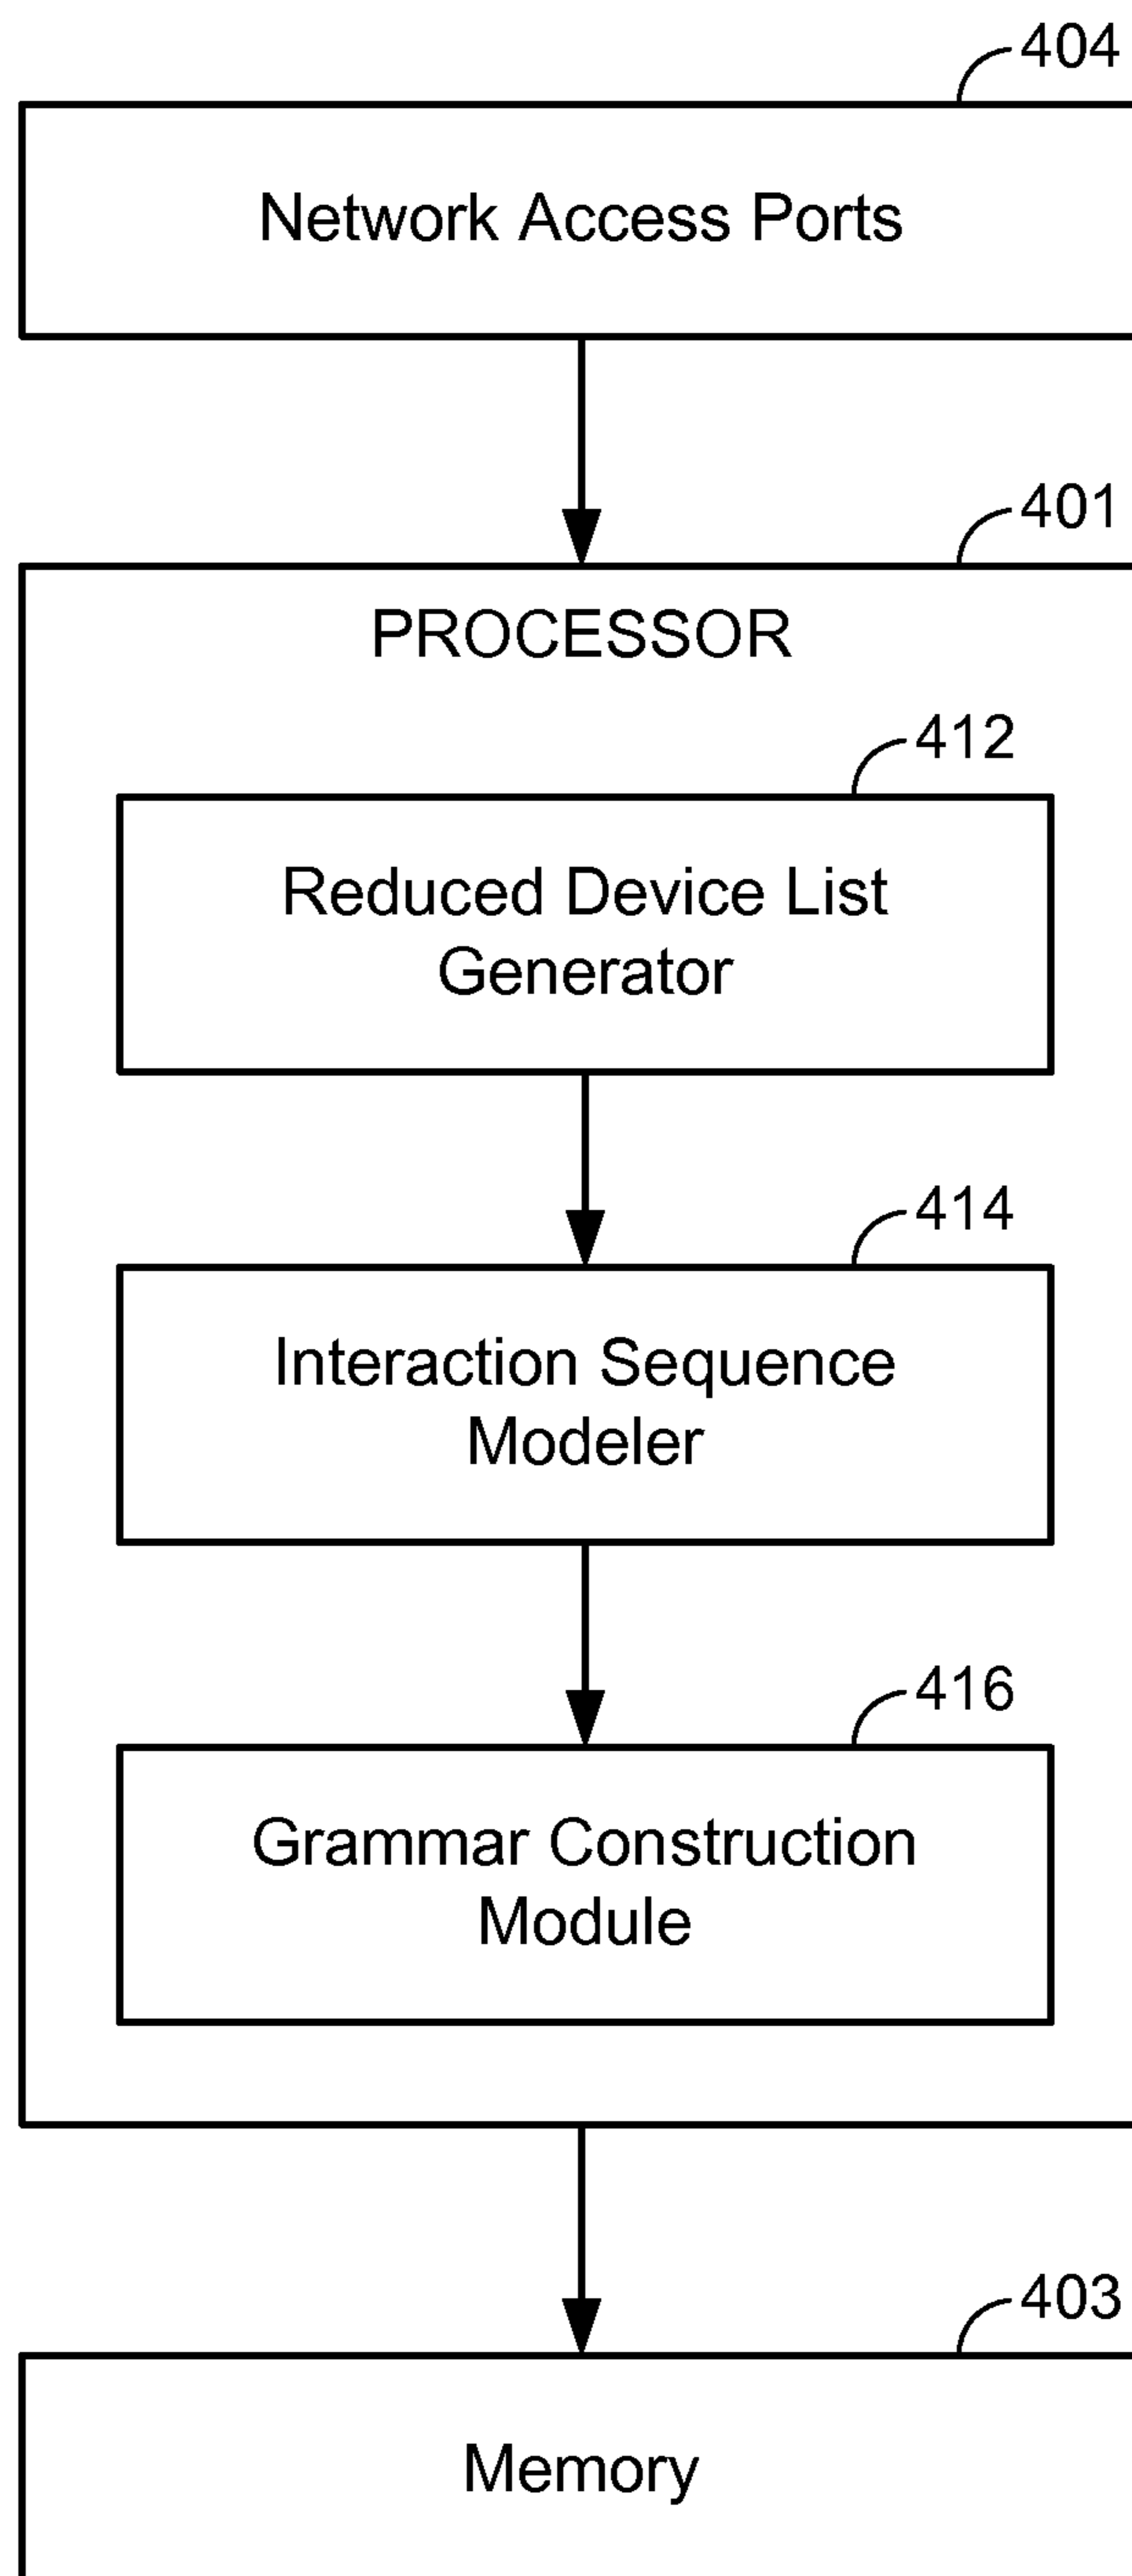 404
Network Access Ports
401
PROCESSOR
412
Reduced Device List
Generator
414
Interaction Sequence
Modeler
416
Grammar Construction
Module
403
Memory